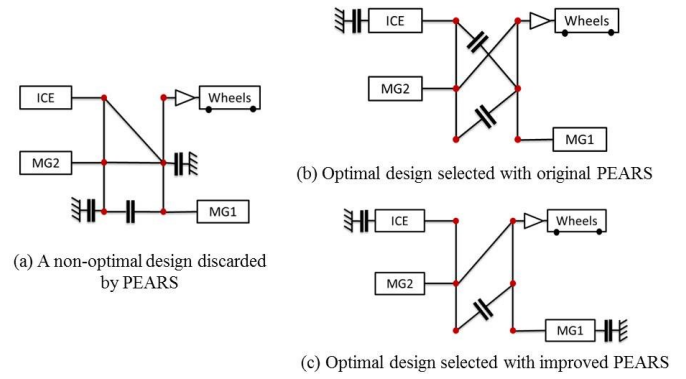 ICE
MG2
Wheels
MG1
(a) A non-optimal design discarded
by PEARS
ICE
MG2
Wheels
MG1
(b) Optimal design selected with original PEARS
ICE
MG2
Wheels
MG1
(c) Optimal design selected with improved PEARS